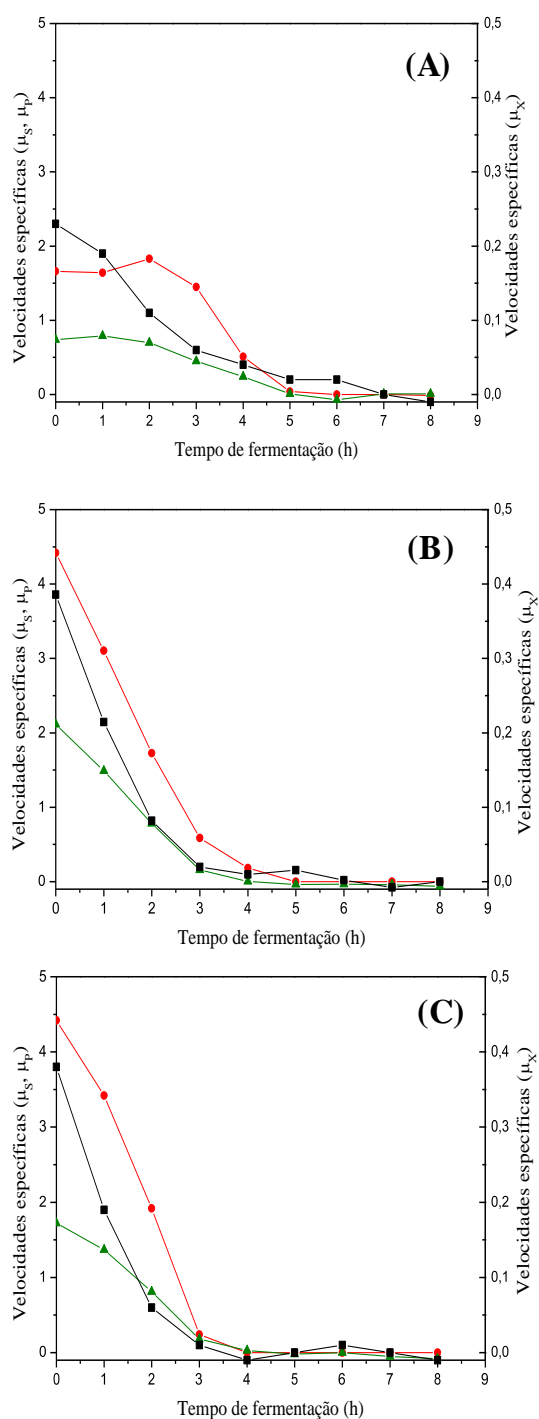 (A)
Velocidades específicas (μS, μP)
5
4
3
2
1
0
0,5
0,4
0,3
0,2
0,1
0,0
Velocidades específicas (μX)
0 1 2 3 4 5 6 7 8 9
Tempo de fermentação (h)
(B)
Velocidades específicas (μS, μP)
5
4
3
2
1
0
0,5
0,4
0,3
0,2
0,1
0,0
Velocidades específicas (μX)
0 1 2 3 4 5 6 7 8 9
Tempo de fermentação (h)
(C)
Velocidades específicas (μS, μP)
5
4
3
2
1
0
0,5
0,4
0,3
0,2
0,1
0,0
Velocidades específicas (μX)
0 1 2 3 4 5 6 7 8 9
Tempo de fermentação (h)